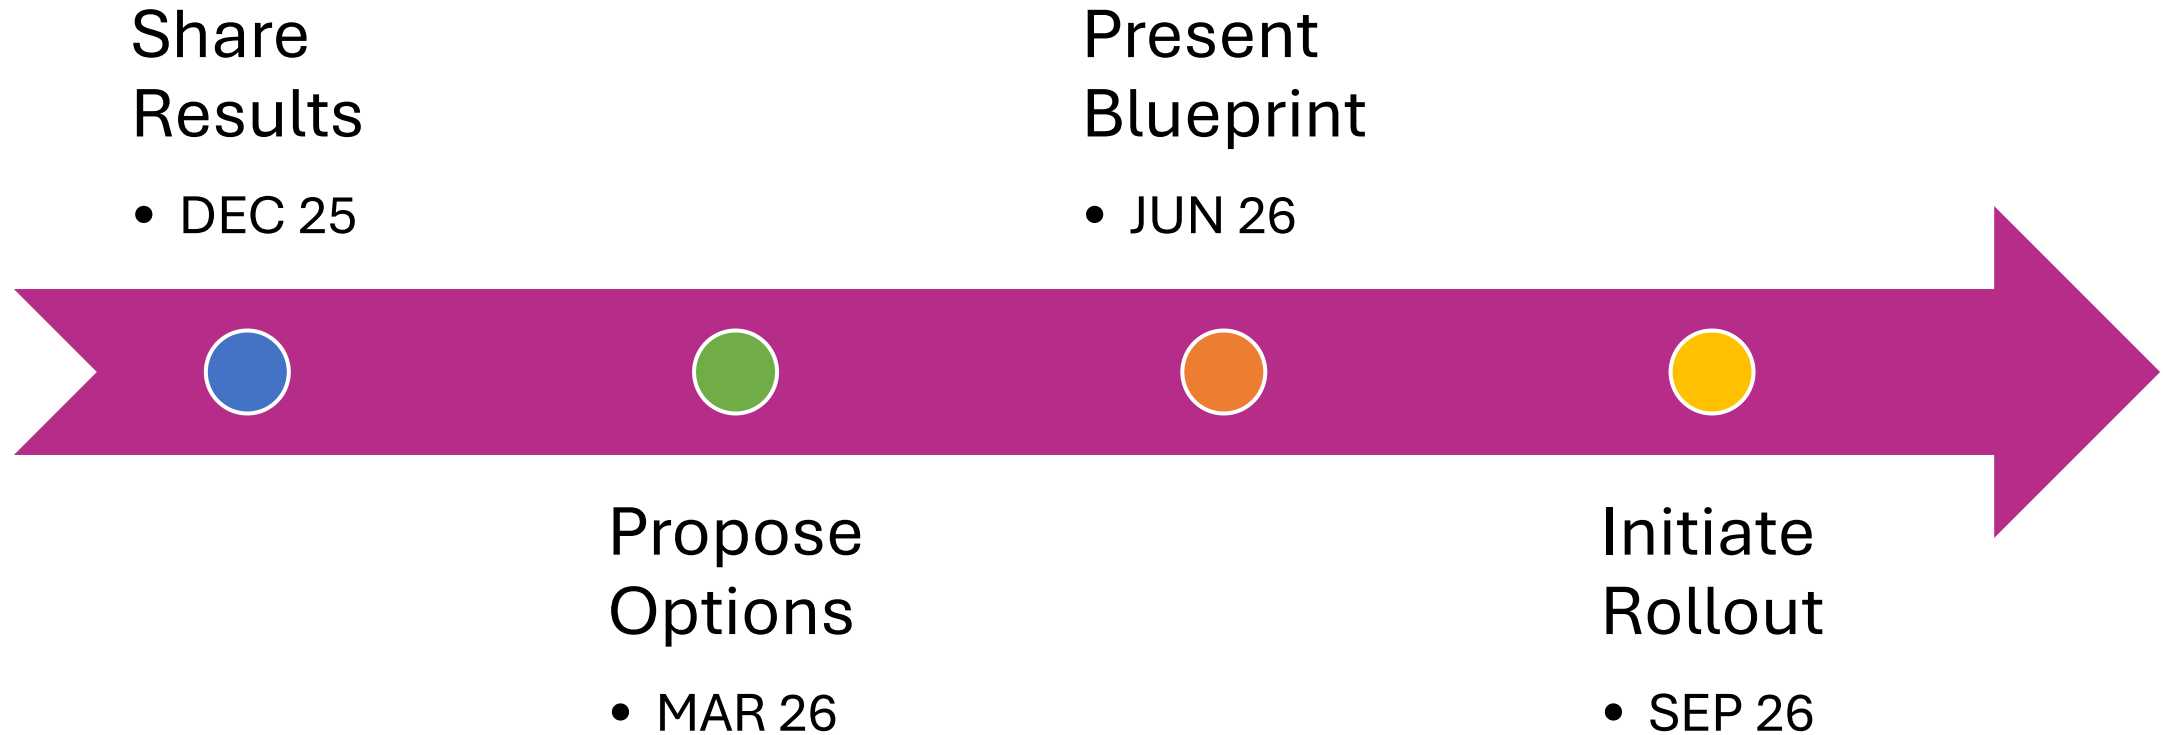 Share
Results
• DEC 25
Propose
Options
• MAR 26
Present
Blueprint
• JUN 26
Initiate
Rollout
• SEP 26